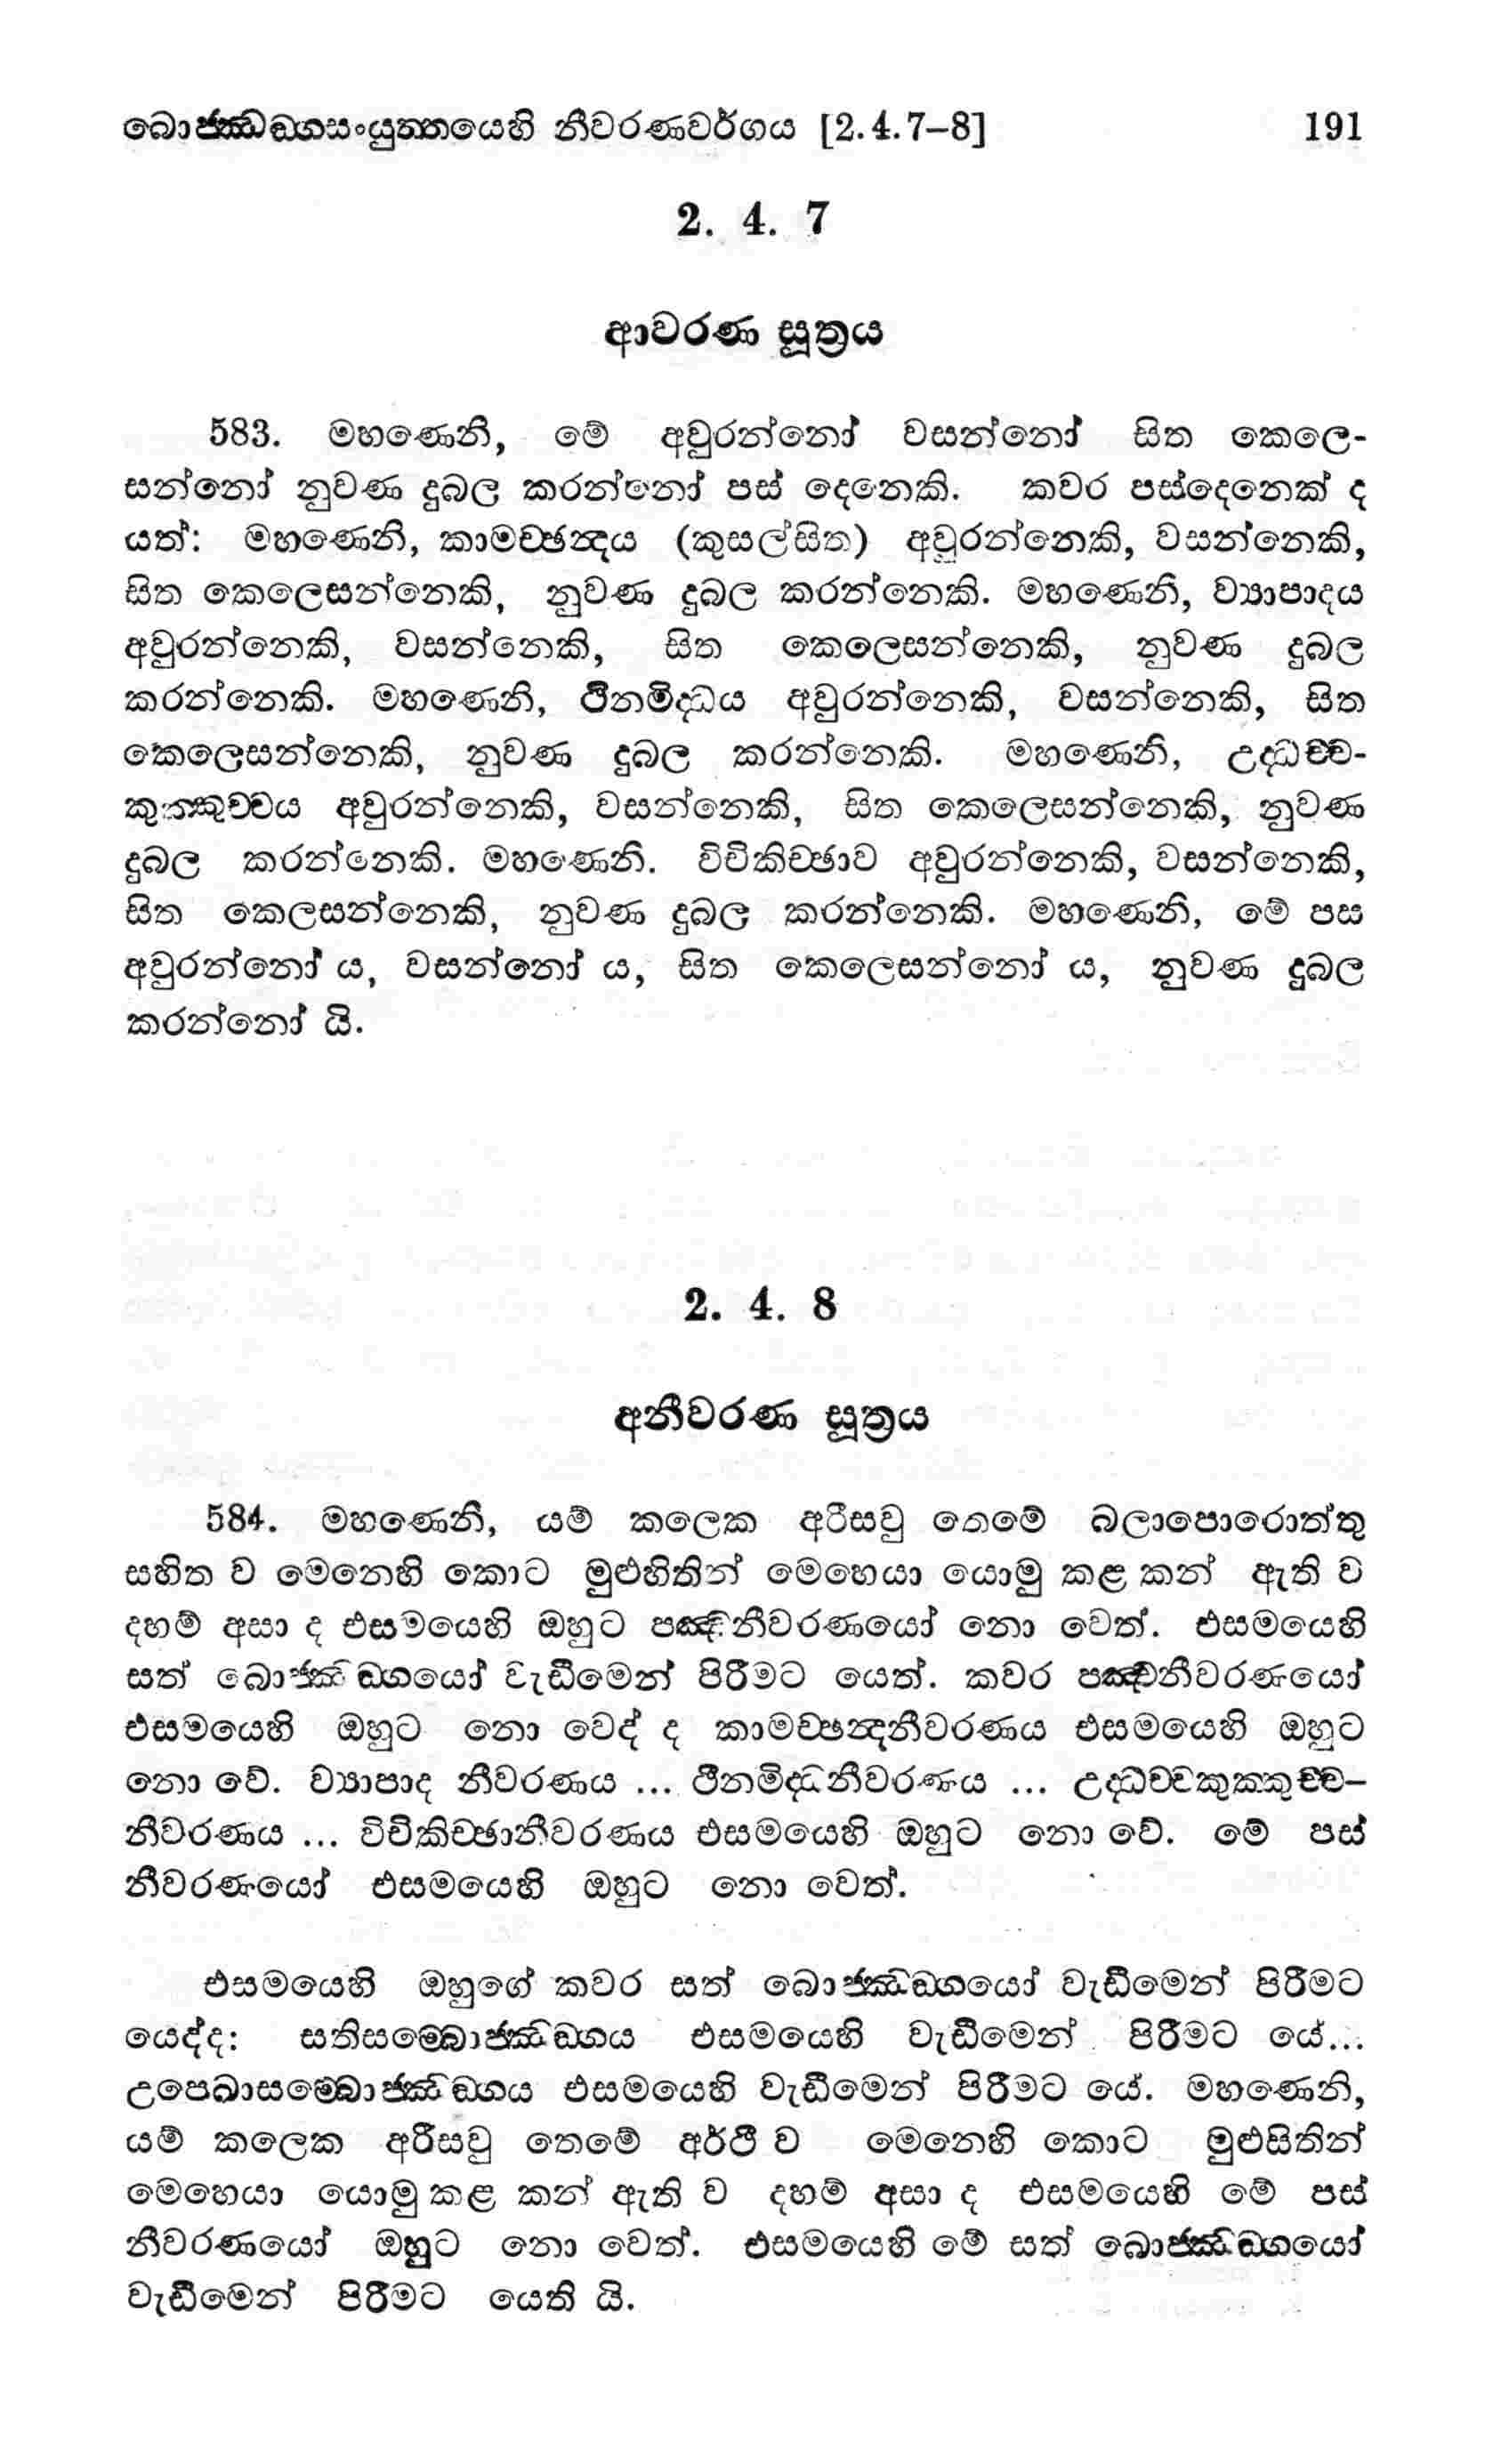 බොජ්ඣඞ්ගසංයුත්තයෙහි නීවරණවර්ගය [2.4.7–8] 191
2. 4. 7
ආවරණ සූත්‍රය
583. මහණෙනි, මේ අවුරන්නෝ වසන්නෝ සිත කෙලෙ-
සන්නෝ නුවණ දුබල කරන්නෝ පස් දෙනෙකි. කවර පස්දෙනෙක් ද
යත්: මහණෙනි, කාමච්ඡන්‍දය (කුසල්සිත) අවුරන්නෙකි, වසන්නෙකි,
සිත කෙලෙසන්නෙකි, නුවණ දුබල කරන්නෙකි. මහණෙනි, ව්‍යාපාදය
අවුරන්නෙකි, වසන්නෙකි, සිත කෙලෙසන්නෙකි, නුවණ දුබල
කරන්නෙකි. මහණෙනි, ථීනමිද්ධය අවුරන්නෙකි, වසන්නෙකි, සිත
කෙලෙසන්නෙකි, නුවණ දුබල කරන්නෙකි. මහණෙනි, උද්ධච්ච-
කුක්කුච්චය අවුරන්නෙකි, වසන්නෙකි, සිත කෙලෙසන්නෙකි, නුවණ
දුබල කරන්නෙකි. මහණෙනි. විචිකිච්ඡාව අවුරන්නෙකි, වසන්නෙකි,
සිත කෙලසන්නෙකි, නුවණ දුබල කරන්නෙකි. මහණෙනි, මේ පස
අවුරන්නෝ ය, වසන්නෝ ය, සිත කෙලෙසන්නෝ ය, නුවණ දුබල
කරන්නෝ යි.
2. 4. 8
අනීවරණ සූත්‍රය
584. මහණෙනි, යම් කලෙක අරීසවු තෙමේ බලාපොරොත්තු
සහිත ව මෙනෙහි කොට මුළුහිතින් මෙහෙයා යොමු කළ කන් ඇති ව
දහම් අසා ද එසමයෙහි ඔහුට පඤ්චනීවරණයෝ නො වෙත්. එසමයෙහි
සත් බොජ්ඣඞ්ගයෝ වැඩීමෙන් පිරීමට යෙත්. කවර පඤ්චනීවරණයෝ
එසමයෙහි ඔහුට නො වෙද් ද කාමච්ඡන්‍දනීවරණය එසමයෙහි ඔහුට
නො වේ. ව්‍යාපාද නීවරණය ... ථීනමිද්ධනීවරණය ... උද්ධච්චකුක්කුච්ච–
නීවරණය ... විචිකිච්ඡානීවරණය එසමයෙහි ඔහුට නො වේ. මේ පස්
නීවරණයෝ එසමයෙහි ඔහුට නො වෙත්.
එසමයෙහි ඔහුගේ කවර සත් බොජ්ඣඞ්ගයෝ වැඩීමෙන් පිරීමට
යෙද්ද: සතිසම්බොජ්ඣඞ්ගය එසමයෙහි වැඩීමෙන් පිරීමට යේ...
උපෙඛාසම්බොජ්ඣඞ්ගය එසමයෙහි වැඩීමෙන් පිරීමට යේ. මහණෙනි,
යම් කලෙක අරීසවු තෙමේ අර්ථී ව මෙනෙහි කොට මුළුසිතින්
මෙහෙයා යොමු කළ කන් ඇති ව දහම් අසා ද එසමයෙහි මේ පස්
නීවරණයෝ ඔහුට නො වෙත්. එසමයෙහි මේ සත් බොජ්ඣඞ්ගයෝ
වැඩීමෙන් පිරීමට යෙති යි.